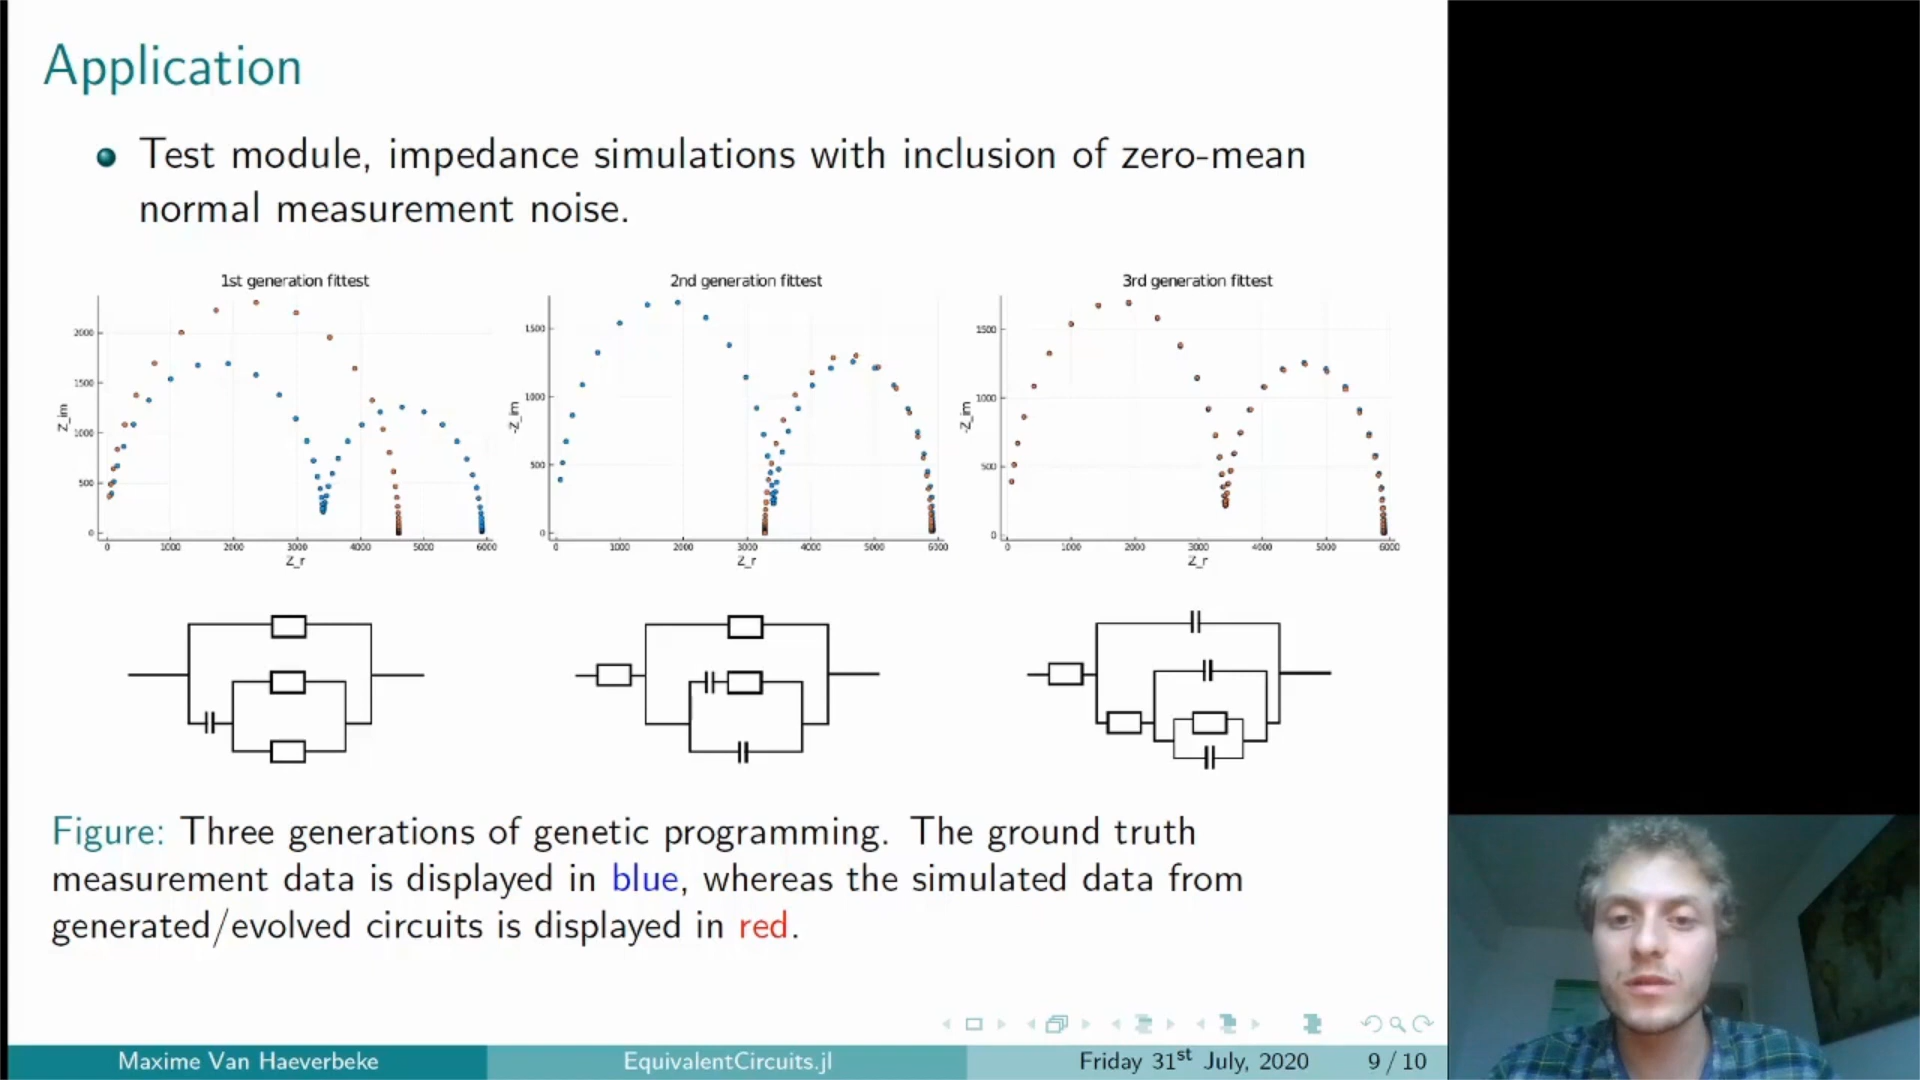 Application
Test module, impedance simulations with inclusion of zero-mean
normal measurement noise.
1st generation fittest
2000
1500
1000
500
0
Z_im
0 1000 2000 3000 4000 5000 6000
Z_r
2nd generation fittest
1500
1000
500
0
-Z_im
0 1000 2000 3000 4000 5000 6000
Z_r
3rd generation fittest
1500
1000
500
0
-Z_im
0 1000 2000 3000 4000 5000 6000
Z_r
Figure: Three generations of genetic programming. The ground truth
measurement data is displayed in blue, whereas the simulated data from
generated/evolved circuits is displayed in red.
Maxime Van Haeverbeke EquivalentCircuits.jl Friday 31st July, 2020 9 / 10